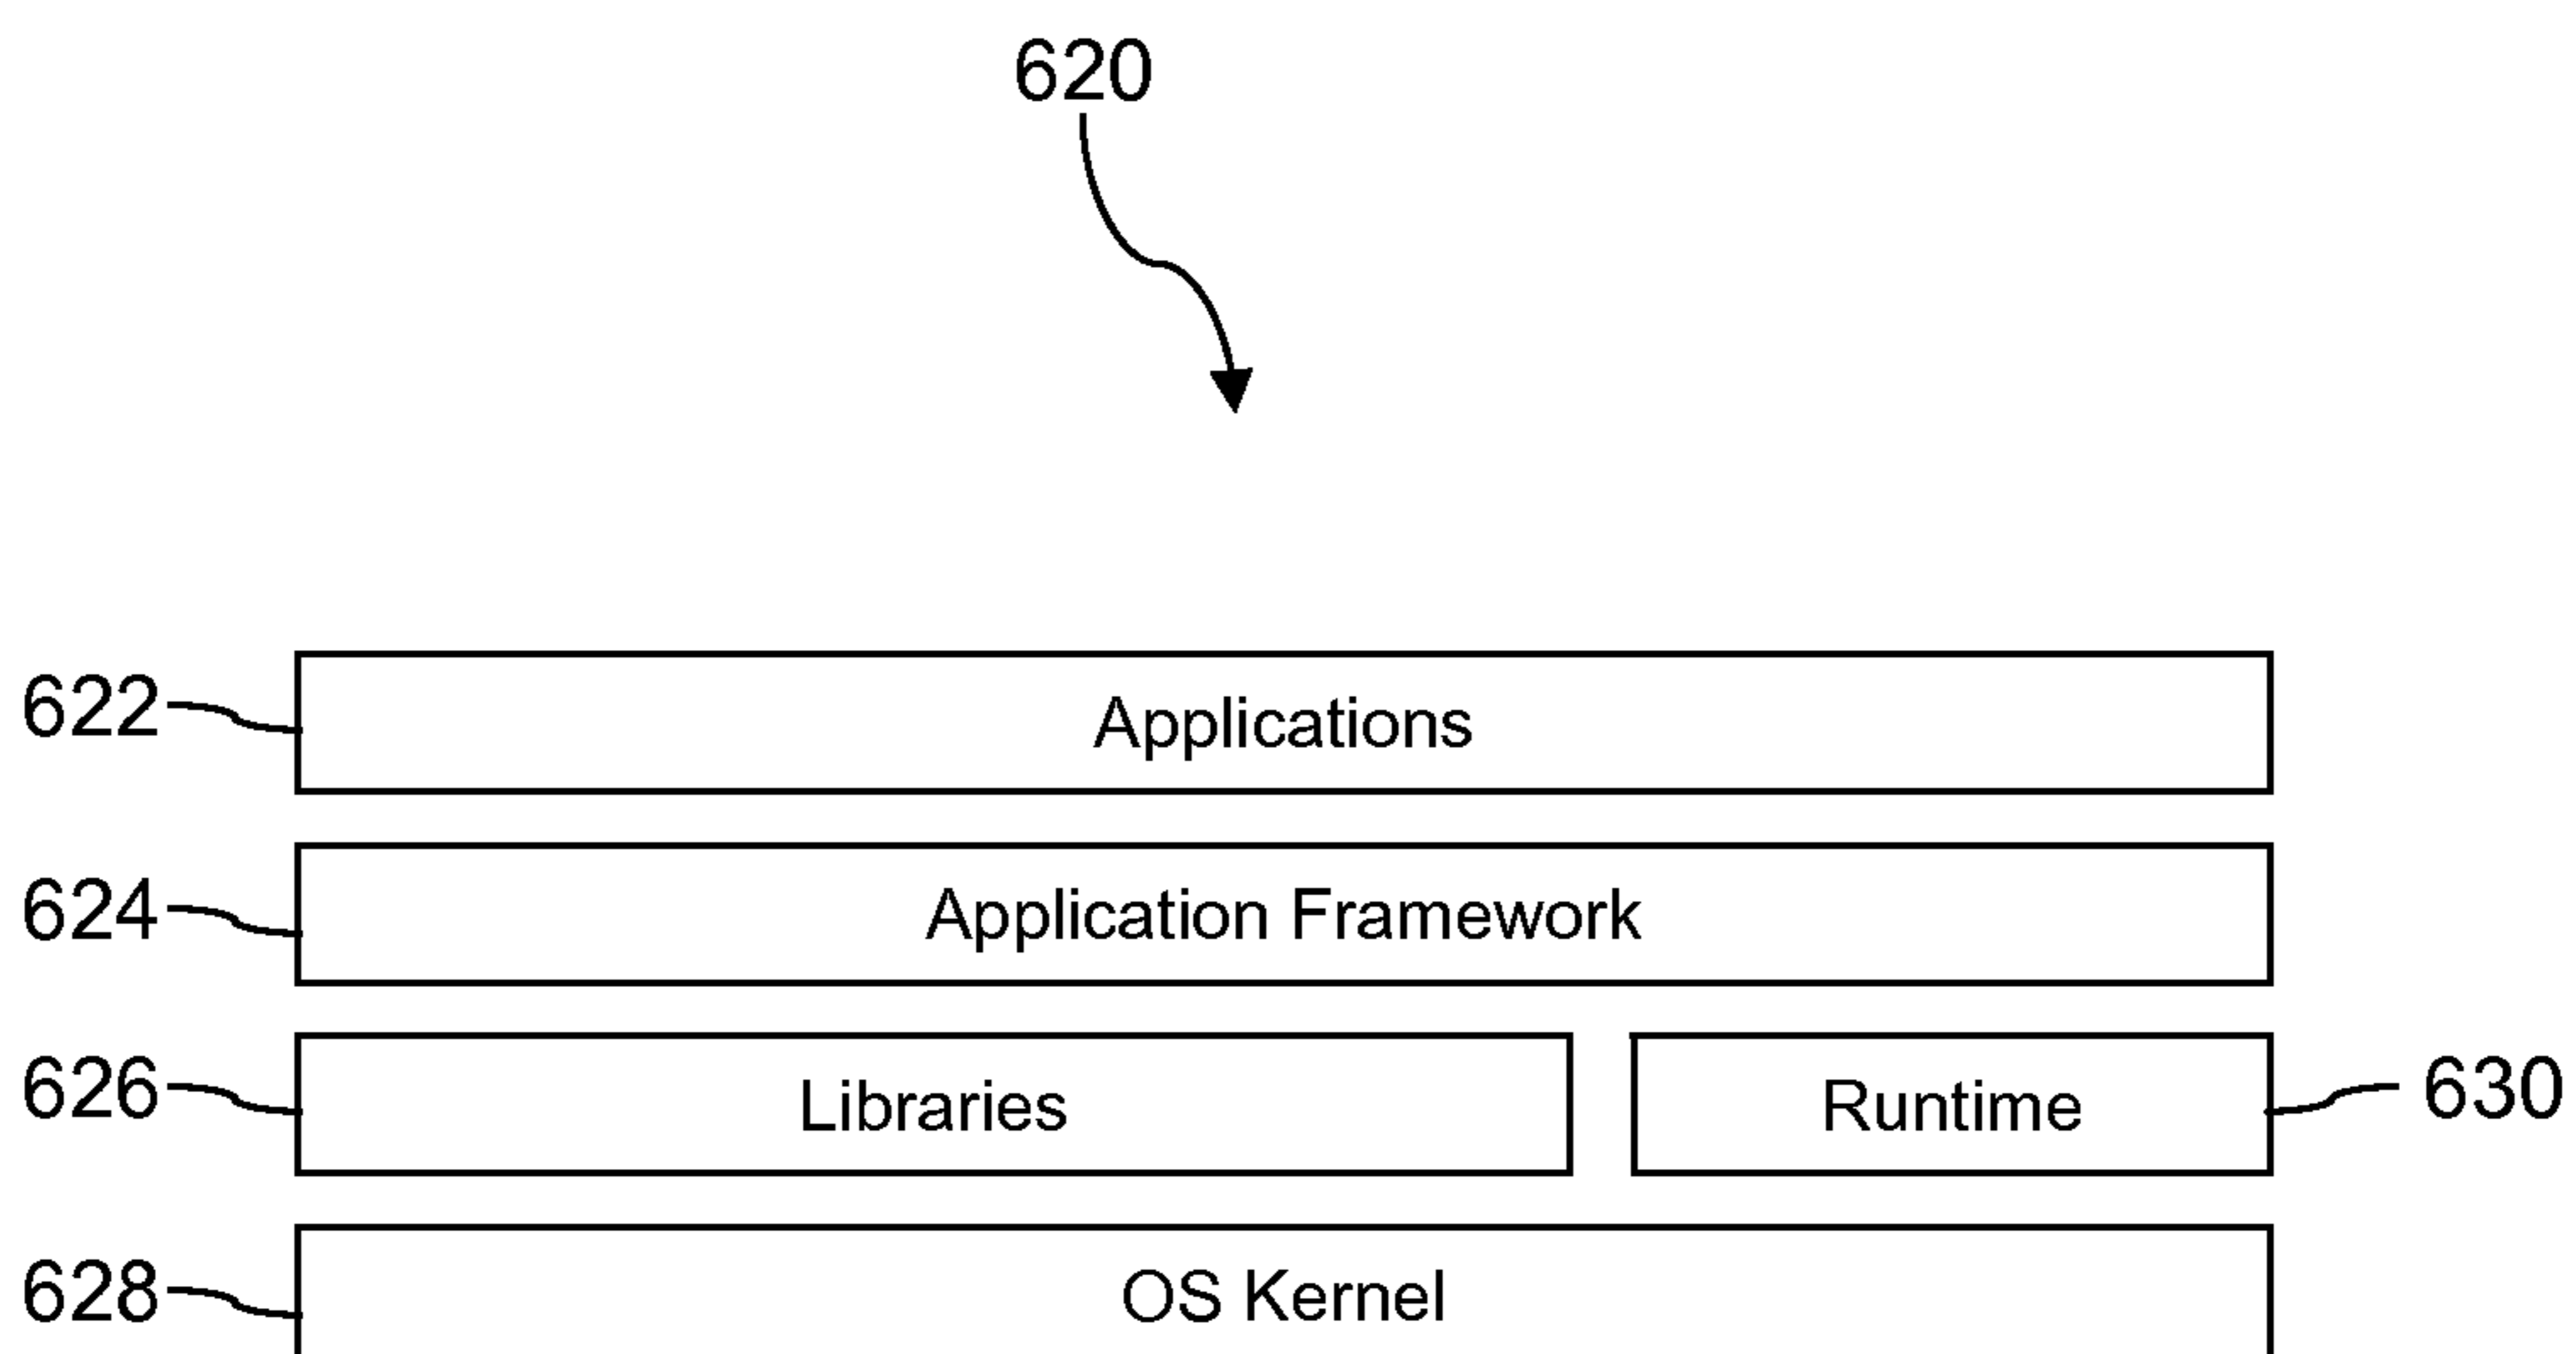 620
622 Applications
624 Application Framework
626 Libraries Runtime 630
628 OS Kernel